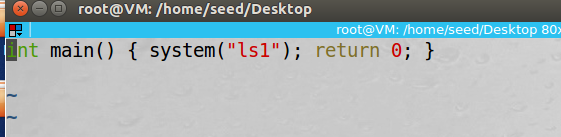 root@VM: /home/seed/Desktop
root@VM: /home/seed/Desktop 80x
int main() { system("ls1"); return 0; }
~
~